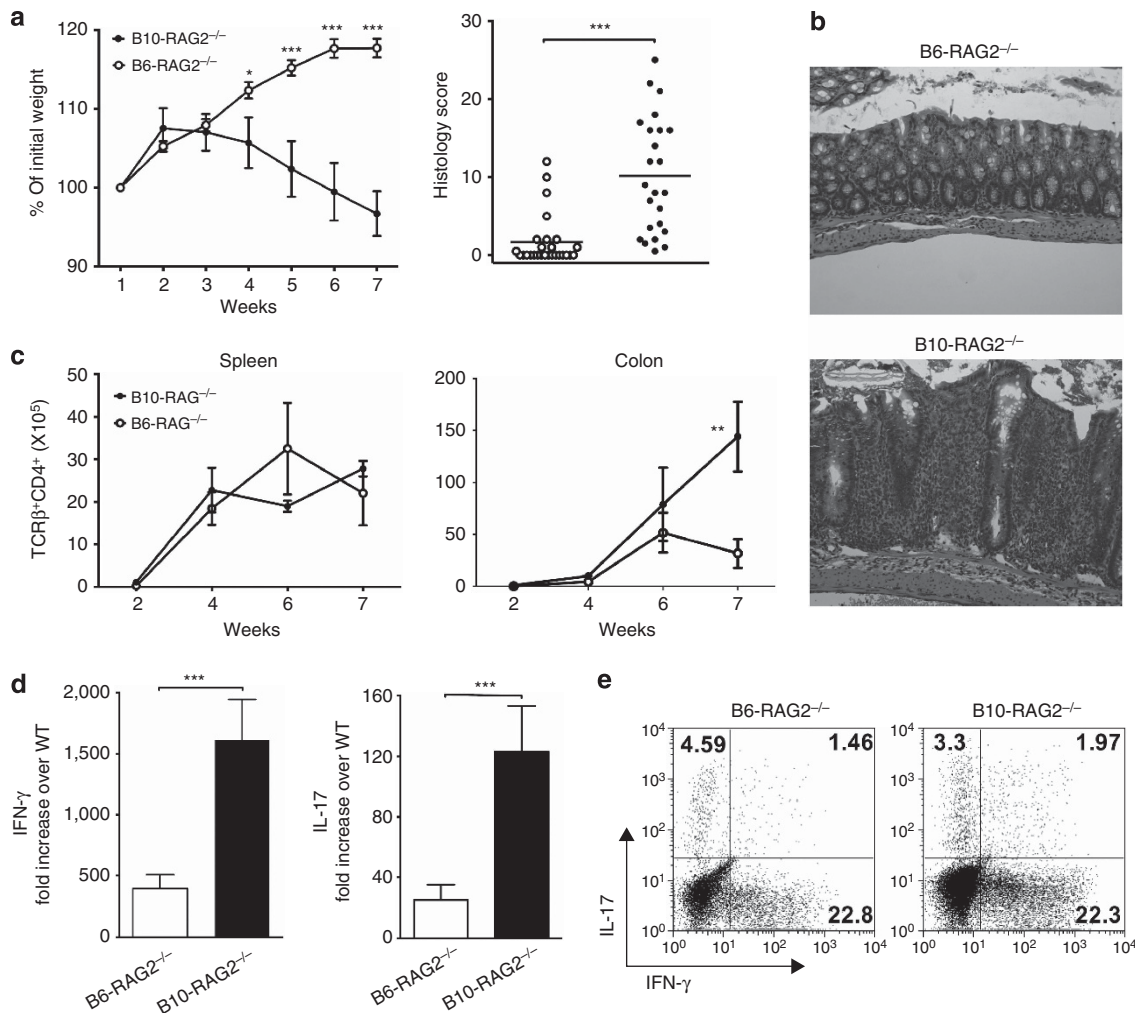 a
120
110
100
90
% Of initial weight
B10-RAG2–/–
B6-RAG2–/–
*
***
***
***
1 2 3 4 5 6 7
Weeks
30
20
10
0
Histology score
***
b
B6-RAG2–/–
B10-RAG2–/–
c
Spleen
50
40
30
20
10
0
TCRβ+CD4+ (X10⁵)
B10-RAG–/–
B6-RAG–/–
2 4 6 7
Weeks
Colon
200
150
100
50
0
**
2 4 6 7
Weeks
d
2,000
1,500
1,000
500
0
IFN-γ
fold increase over WT
***
B6-RAG2–/–
B10-RAG2–/–
160
120
80
40
0
IL-17
fold increase over WT
***
B6-RAG2–/–
B10-RAG2–/–
e
B6-RAG2–/–
10⁴
10³
10²
10¹
10⁰
4.59 1.46
22.8
10⁰ 10¹ 10² 10³ 10⁴
B10-RAG2–/–
10⁴
10³
10²
10¹
10⁰
3.3 1.97
22.3
10⁰ 10¹ 10² 10³ 10⁴
IL-17
IFN-γ